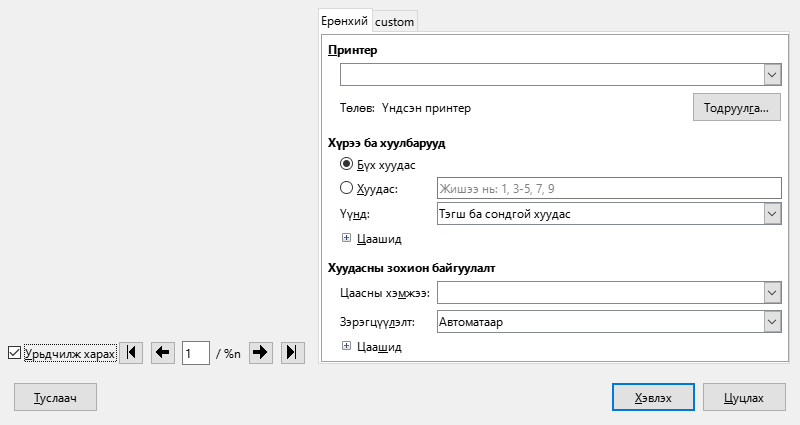 Ерөнхий custom
Принтер
Төлөв: Үндсэн принтер Тодруулга...
Хүрээ ба хуулбарууд
Бүх хуудас
Хуудас: Жишээ нь: 1, 3-5, 7, 9
Үүнд: Тэгш ба сондгой хуудас
Цаашид
Хуудасны зохион байгуулалт
Цаасны хэмжээ:
Зэрэгцүүлэлт: Автоматаар
Цаашид
Урьдчилж харах 1 / %n
Туслаач Хэвлэх Цуцлах